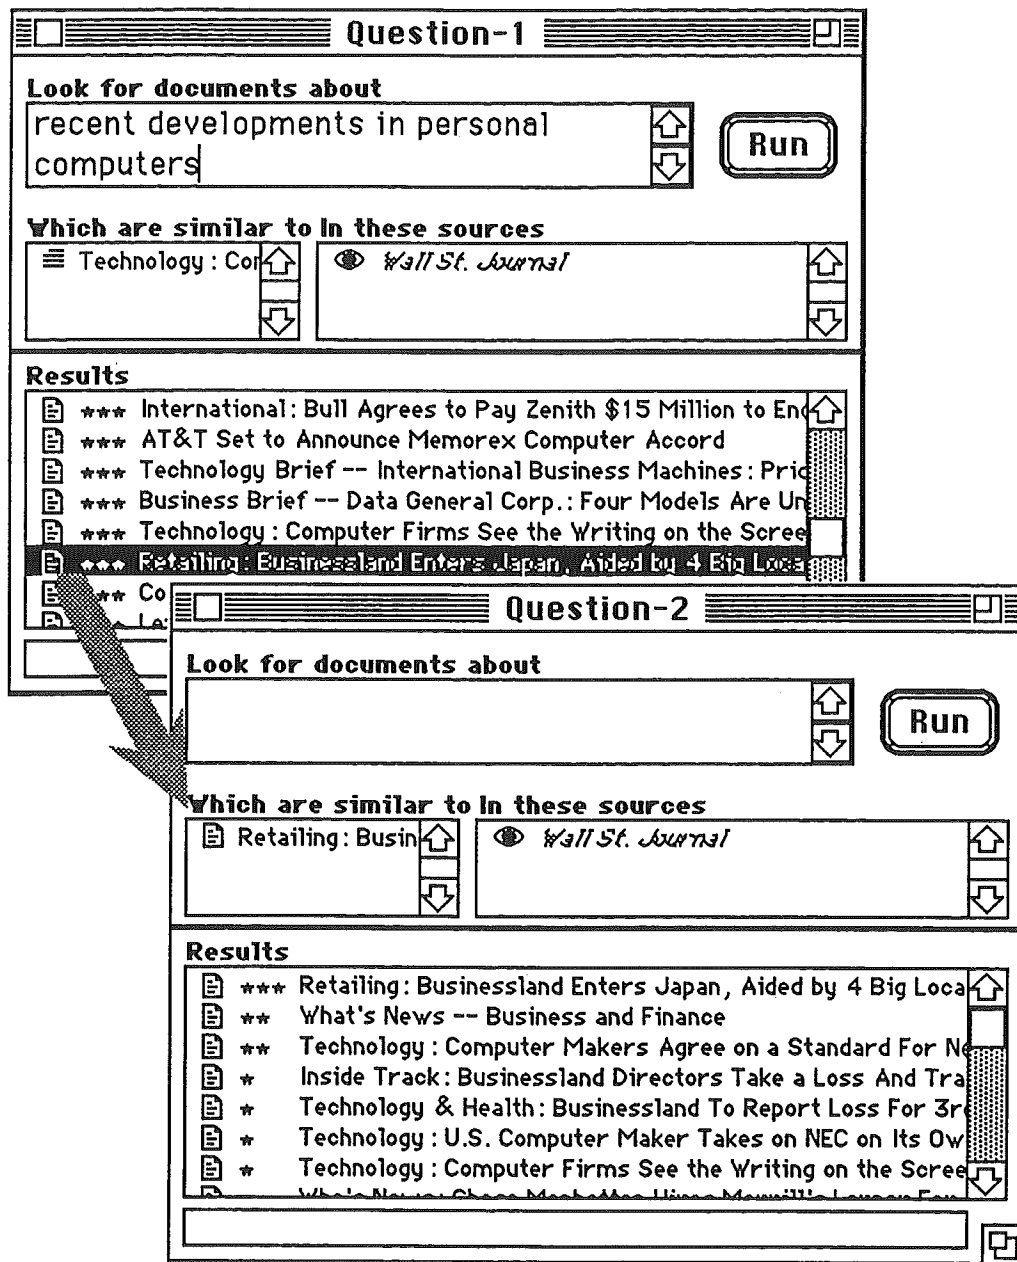 Question-1
Look for documents about
recent developments in personal
computers
Run
Which are similar to In these sources
Technology : Cor
Wall St. Journal
Results
*** International: Bull Agrees to Pay Zenith $15 Million to End
*** AT&T Set to Announce Memorex Computer Accord
*** Technology Brief -- International Business Machines: Pric
*** Business Brief -- Data General Corp.: Four Models Are Un
*** Technology : Computer Firms See the Writing on the Scree
*** Retailing: Businessland Enters Japan, Aided by 4 Big Loca
** Co
Question-2
Look for documents about
Run
Which are similar to In these sources
Retailing: Busin
Wall St. Journal
Results
*** Retailing: Businessland Enters Japan, Aided by 4 Big Loca
** What's News -- Business and Finance
** Technology : Computer Makers Agree on a Standard For Ne
* Inside Track: Businessland Directors Take a Loss And Tra
* Technology & Health: Businessland To Report Loss For 3rd
* Technology : U.S. Computer Maker Takes on NEC on Its Ow
* Technology : Computer Firms See the Writing on the Scree